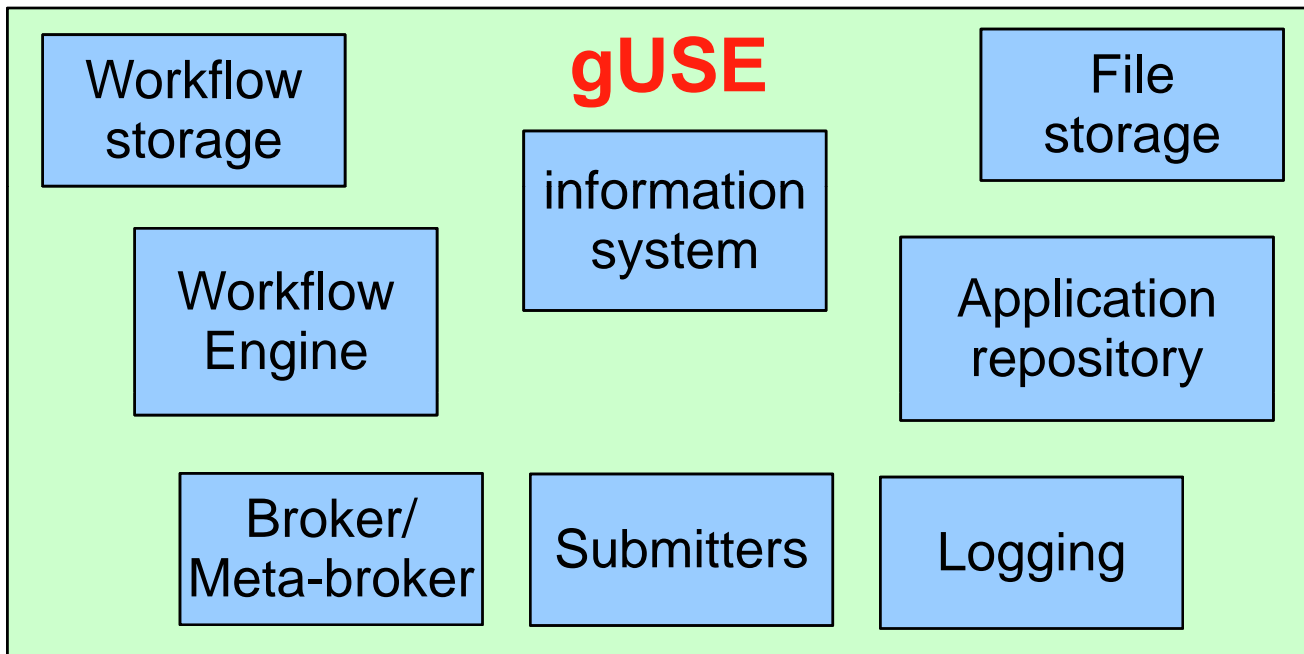 gUSE
Workflow
storage
information
system
File
storage
Workflow
Engine
Application
repository
Broker/
Meta-broker
Submitters
Logging